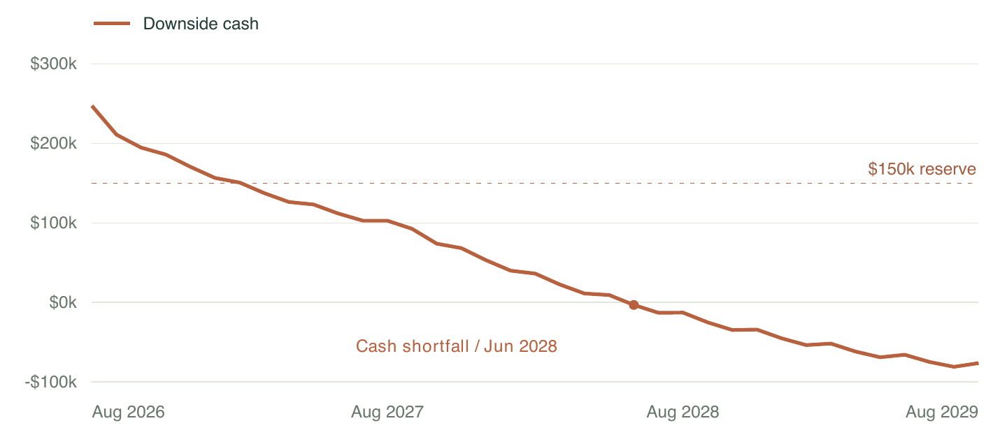 Downside cash
$300k
$200k
$150k reserve
$100k
$0k
Cash shortfall / Jun 2028
-$100k
Aug 2026 Aug 2027 Aug 2028 Aug 2029